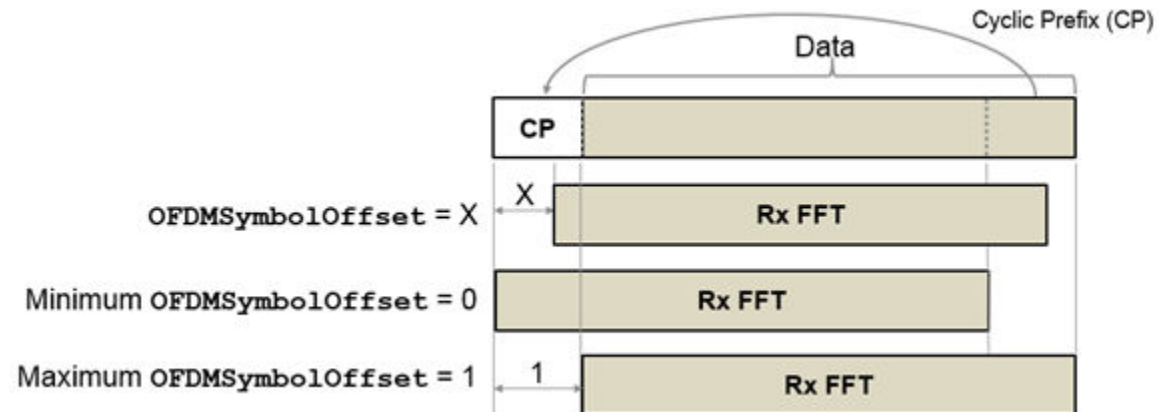 Cyclic Prefix (CP)
Data
CP
X
OFDMSymbolOffset = X
Rx FFT
Minimum OFDMSymbolOffset = 0
Rx FFT
Maximum OFDMSymbolOffset = 1
1
Rx FFT